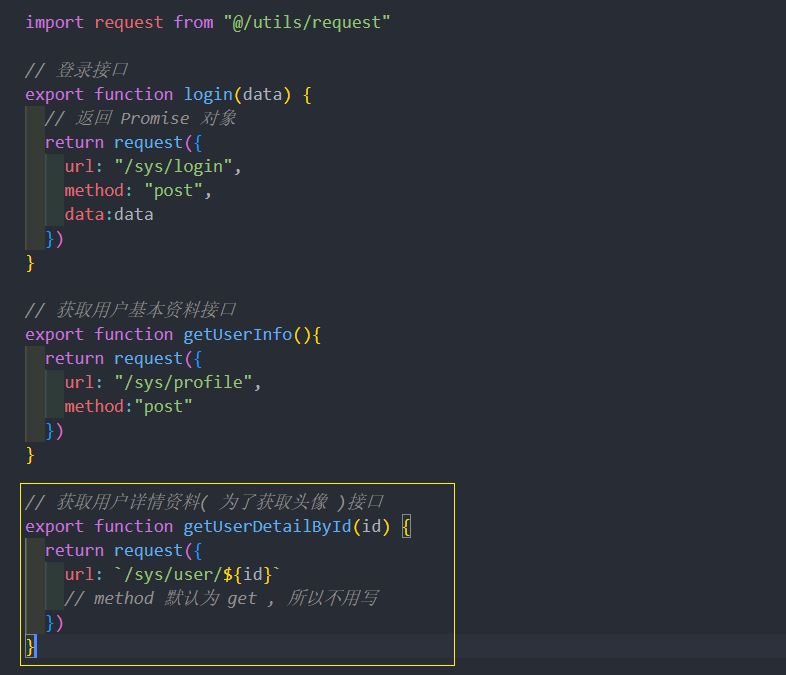 import request from "@/utils/request"
// 登录接口
export function login(data) {
// 返回 Promise 对象
return request({
url: "/sys/login",
method: "post",
data:data
})
}
// 获取用户基本资料接口
export function getUserInfo(){
return request({
url: "/sys/profile",
method:"post"
})
}
// 获取用户详情资料( 为了获取头像 )接口
export function getUserDetailById(id) {
return request({
url: `/sys/user/${id}`
// method 默认为 get , 所以不用写
})
}